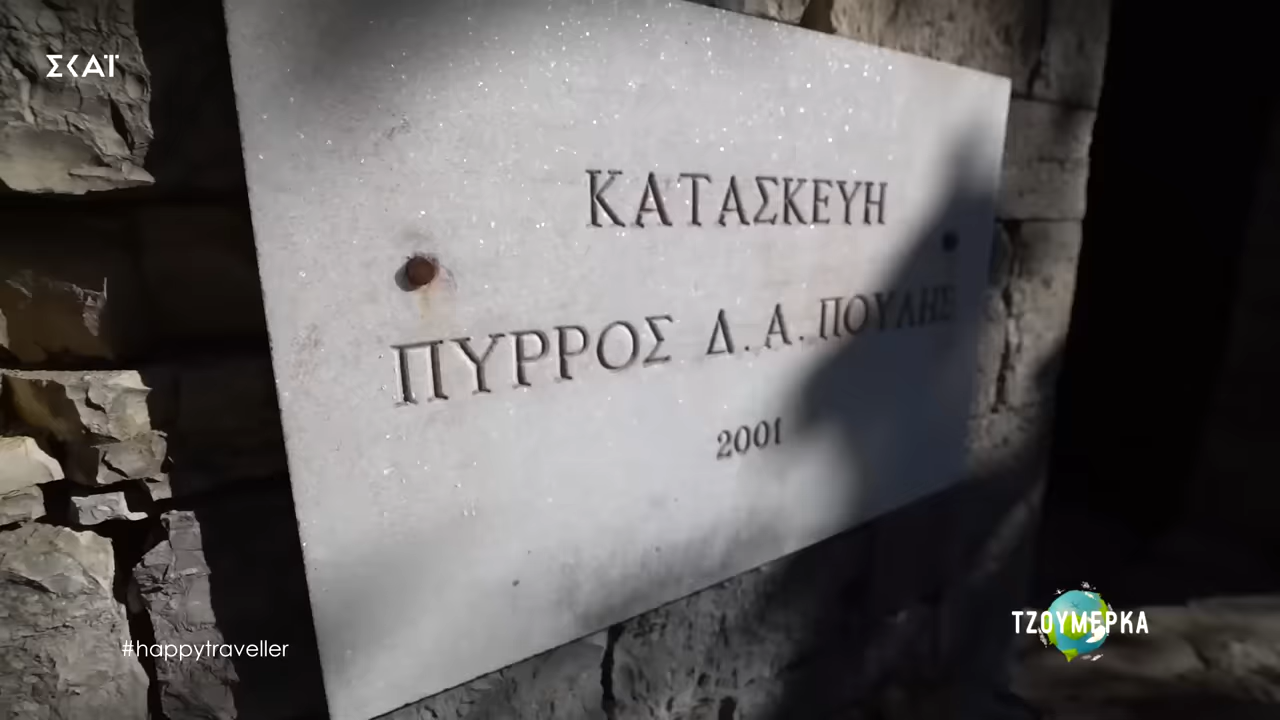 ΣΚΑΪ
ΚΑΤΑΣΚΕΥΗ
ΠΥΡΡΟΣ Δ. Α. ΠΟΥΛΗΣ
2001
#happytraveller
ΤΖΟΥΜΕΡΚΑ